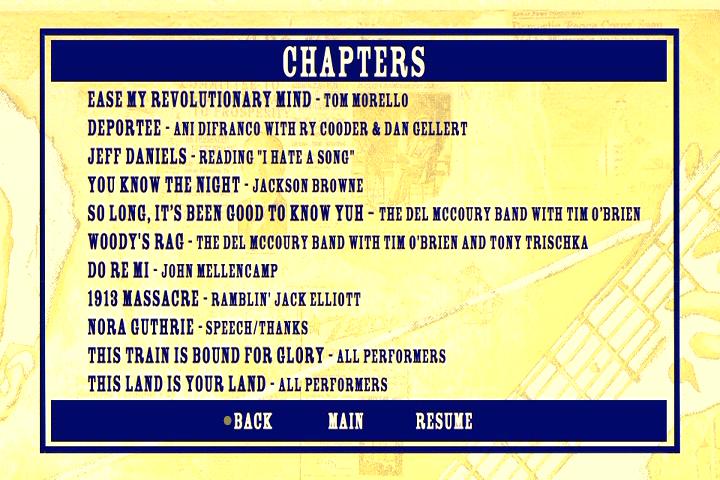 CHAPTERS
EASE MY REVOLUTIONARY MIND - TOM MORELLO
DEPORTEE - ANI DIFRANCO WITH RY COODER & DAN GELLERT
JEFF DANIELS - READING "I HATE A SONG"
YOU KNOW THE NIGHT - JACKSON BROWNE
SO LONG, IT'S BEEN GOOD TO KNOW YUH - THE DEL MCCOURY BAND WITH TIM O'BRIEN
WOODY'S RAG - THE DEL MCCOURY BAND WITH TIM O'BRIEN AND TONY TRISCHKA
DO RE MI - JOHN MELLENCAMP
1913 MASSACRE - RAMBLIN' JACK ELLIOTT
NORA GUTHRIE - SPEECH/THANKS
THIS TRAIN IS BOUND FOR GLORY - ALL PERFORMERS
THIS LAND IS YOUR LAND - ALL PERFORMERS
BACK MAIN RESUME